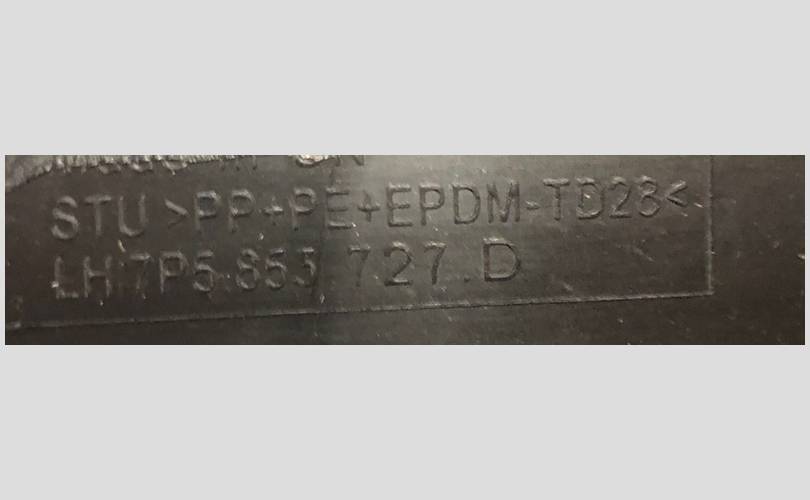 STU >PP+PE+EPDM-TD28<
LH 7P5.853 727.D